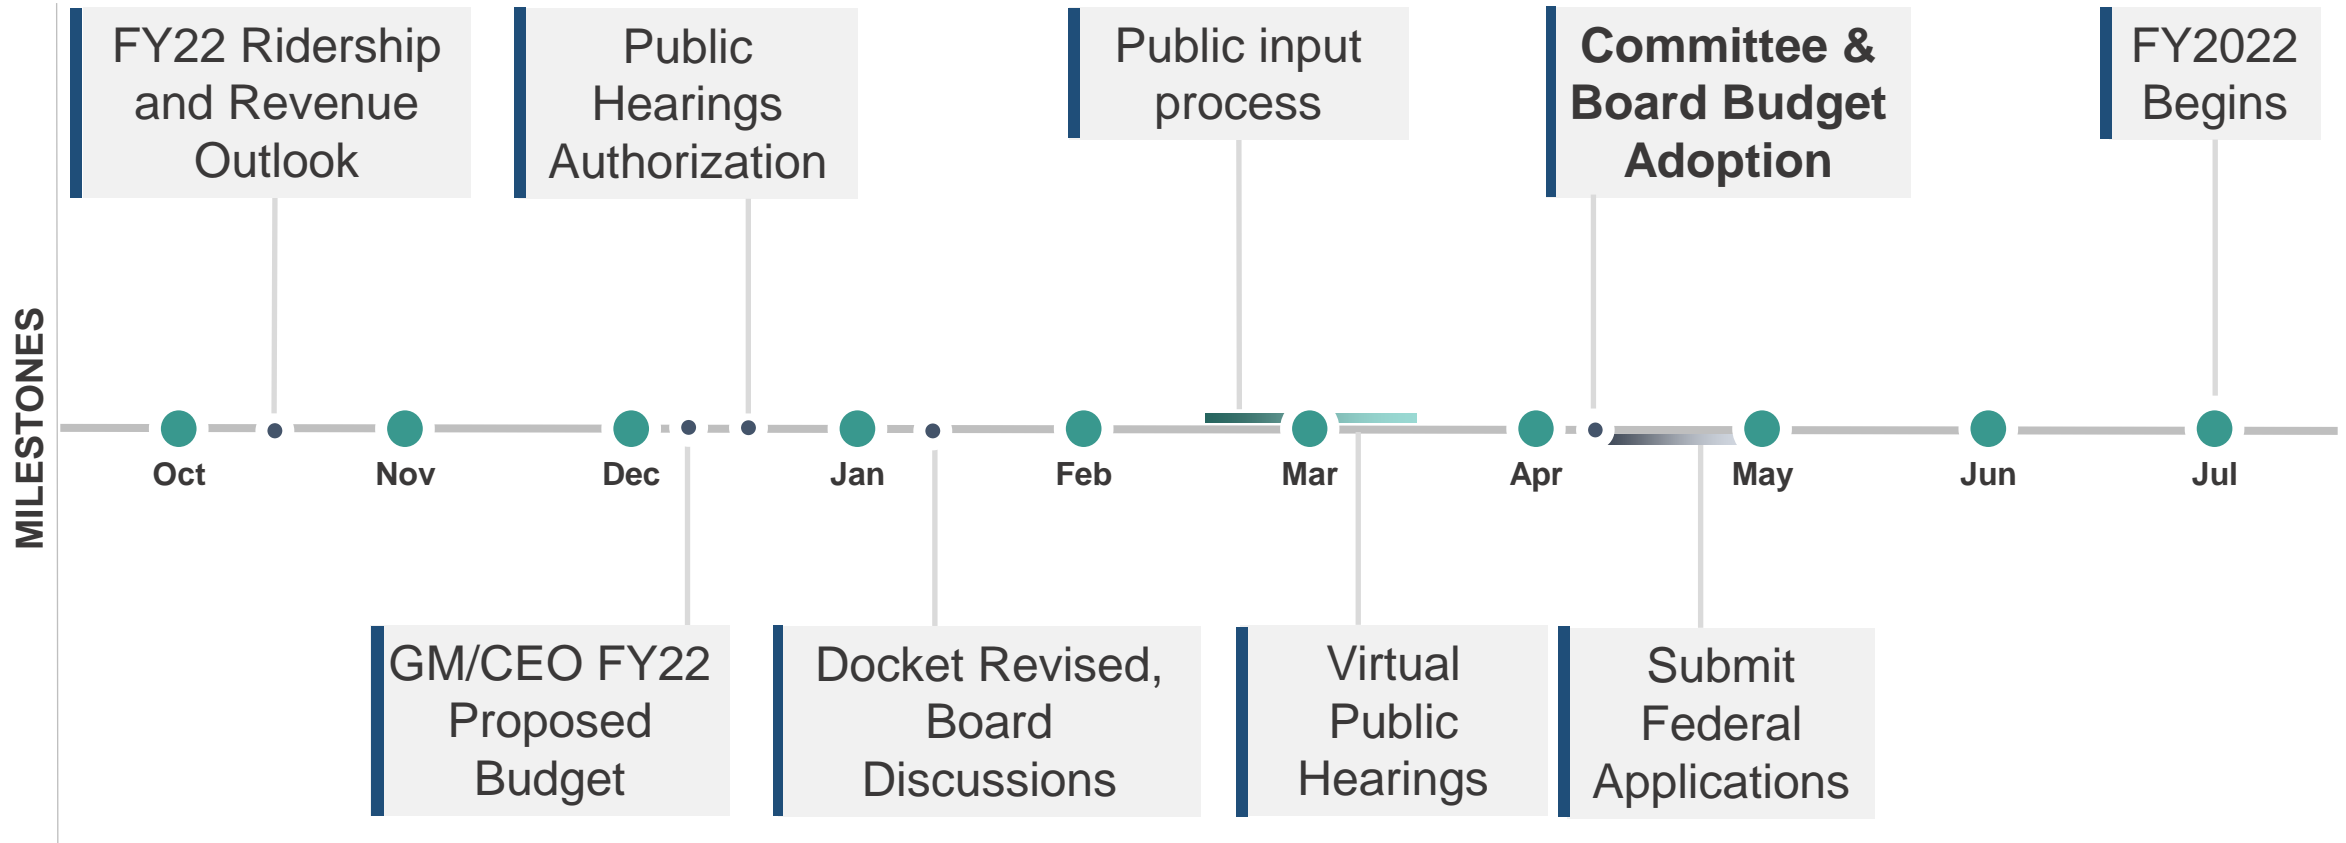 MILESTONES
FY22 Ridership
and Revenue
Outlook
Public
Hearings
Authorization
Public input
process
Committee &
Board Budget
Adoption
FY2022
Begins
Oct
Nov
Dec
Jan
Feb
Mar
Apr
May
Jun
Jul
GM/CEO FY22
Proposed
Budget
Docket Revised,
Board
Discussions
Virtual
Public
Hearings
Submit
Federal
Applications